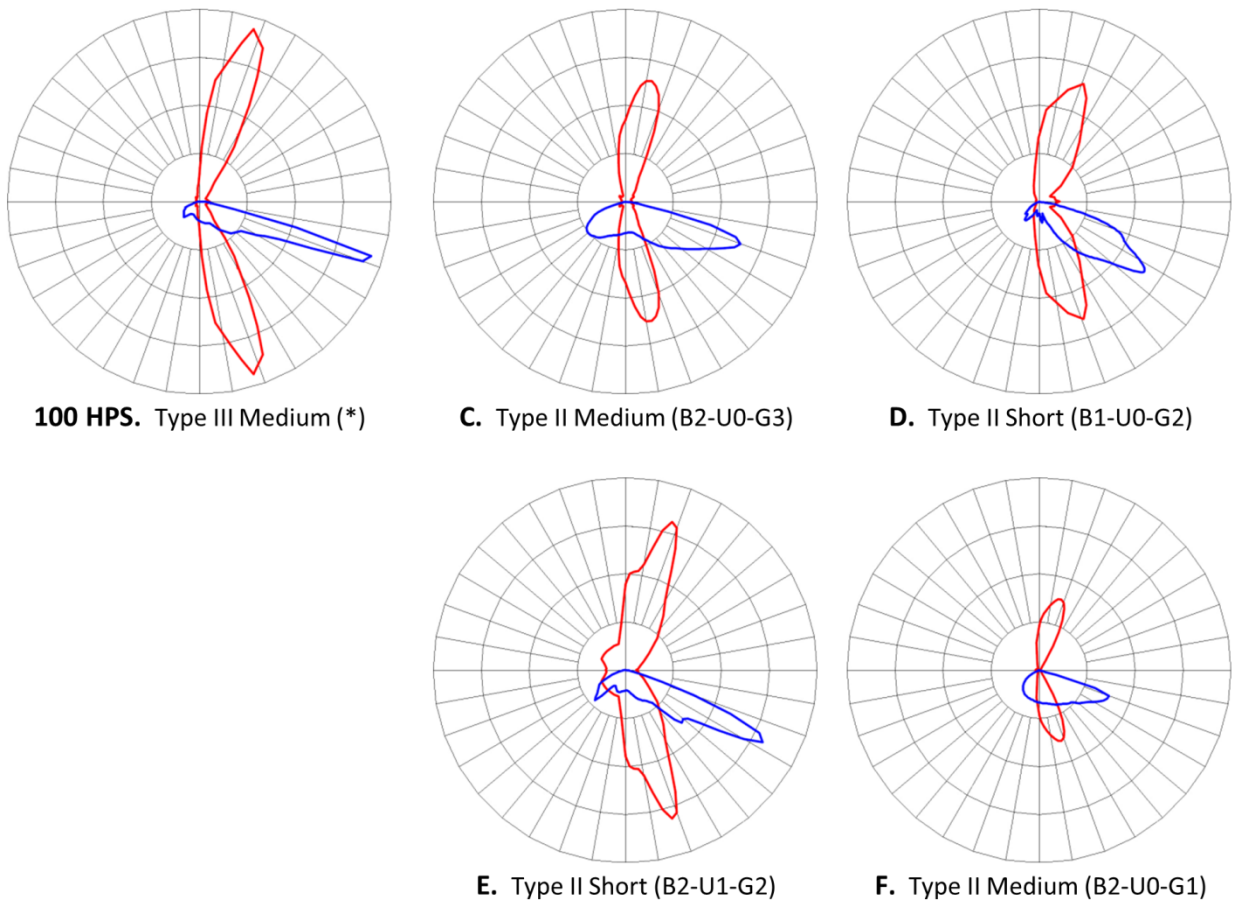 100 HPS. Type III Medium (*)
C. Type II Medium (B2-U0-G3)
D. Type II Short (B1-U0-G2)
E. Type II Short (B2-U1-G2)
F. Type II Medium (B2-U0-G1)